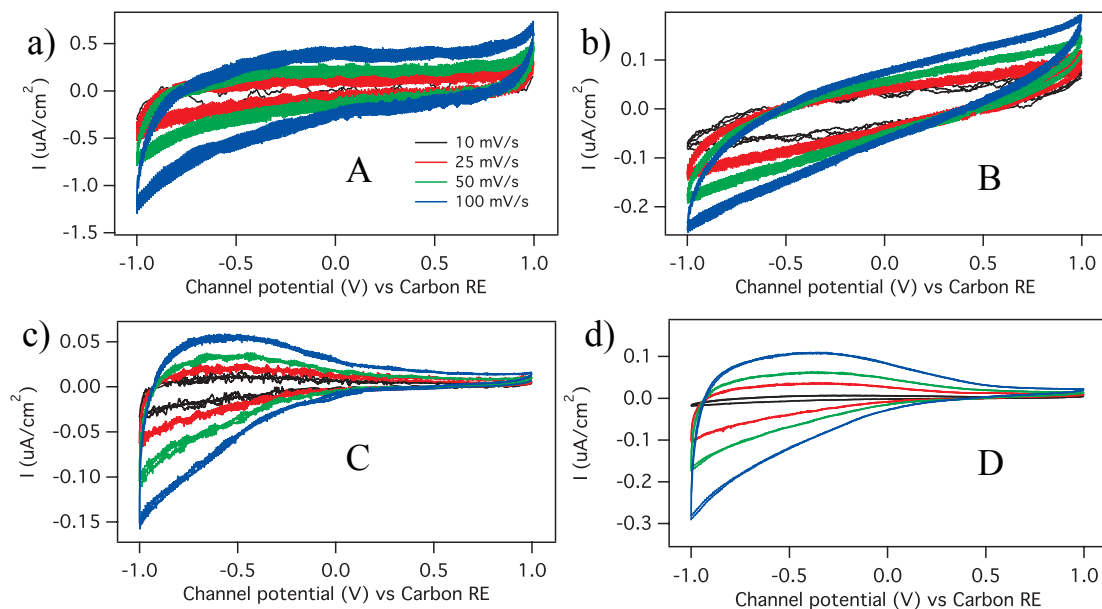 a)
I (uA/cm²)
0.5
0.0
-0.5
-1.0
-1.5
A
10 mV/s
25 mV/s
50 mV/s
100 mV/s
-1.0 -0.5 0.0 0.5 1.0
Channel potential (V) vs Carbon RE
b)
I (uA/cm²)
0.1
0.0
-0.1
-0.2
B
-1.0 -0.5 0.0 0.5 1.0
Channel potential (V) vs Carbon RE
c)
I (uA/cm²)
0.05
0.00
-0.05
-0.10
-0.15
C
-1.0 -0.5 0.0 0.5 1.0
Channel potential (V) vs Carbon RE
d)
I (uA/cm²)
0.1
0.0
-0.1
-0.2
-0.3
D
-1.0 -0.5 0.0 0.5 1.0
Channel potential (V) vs Carbon RE